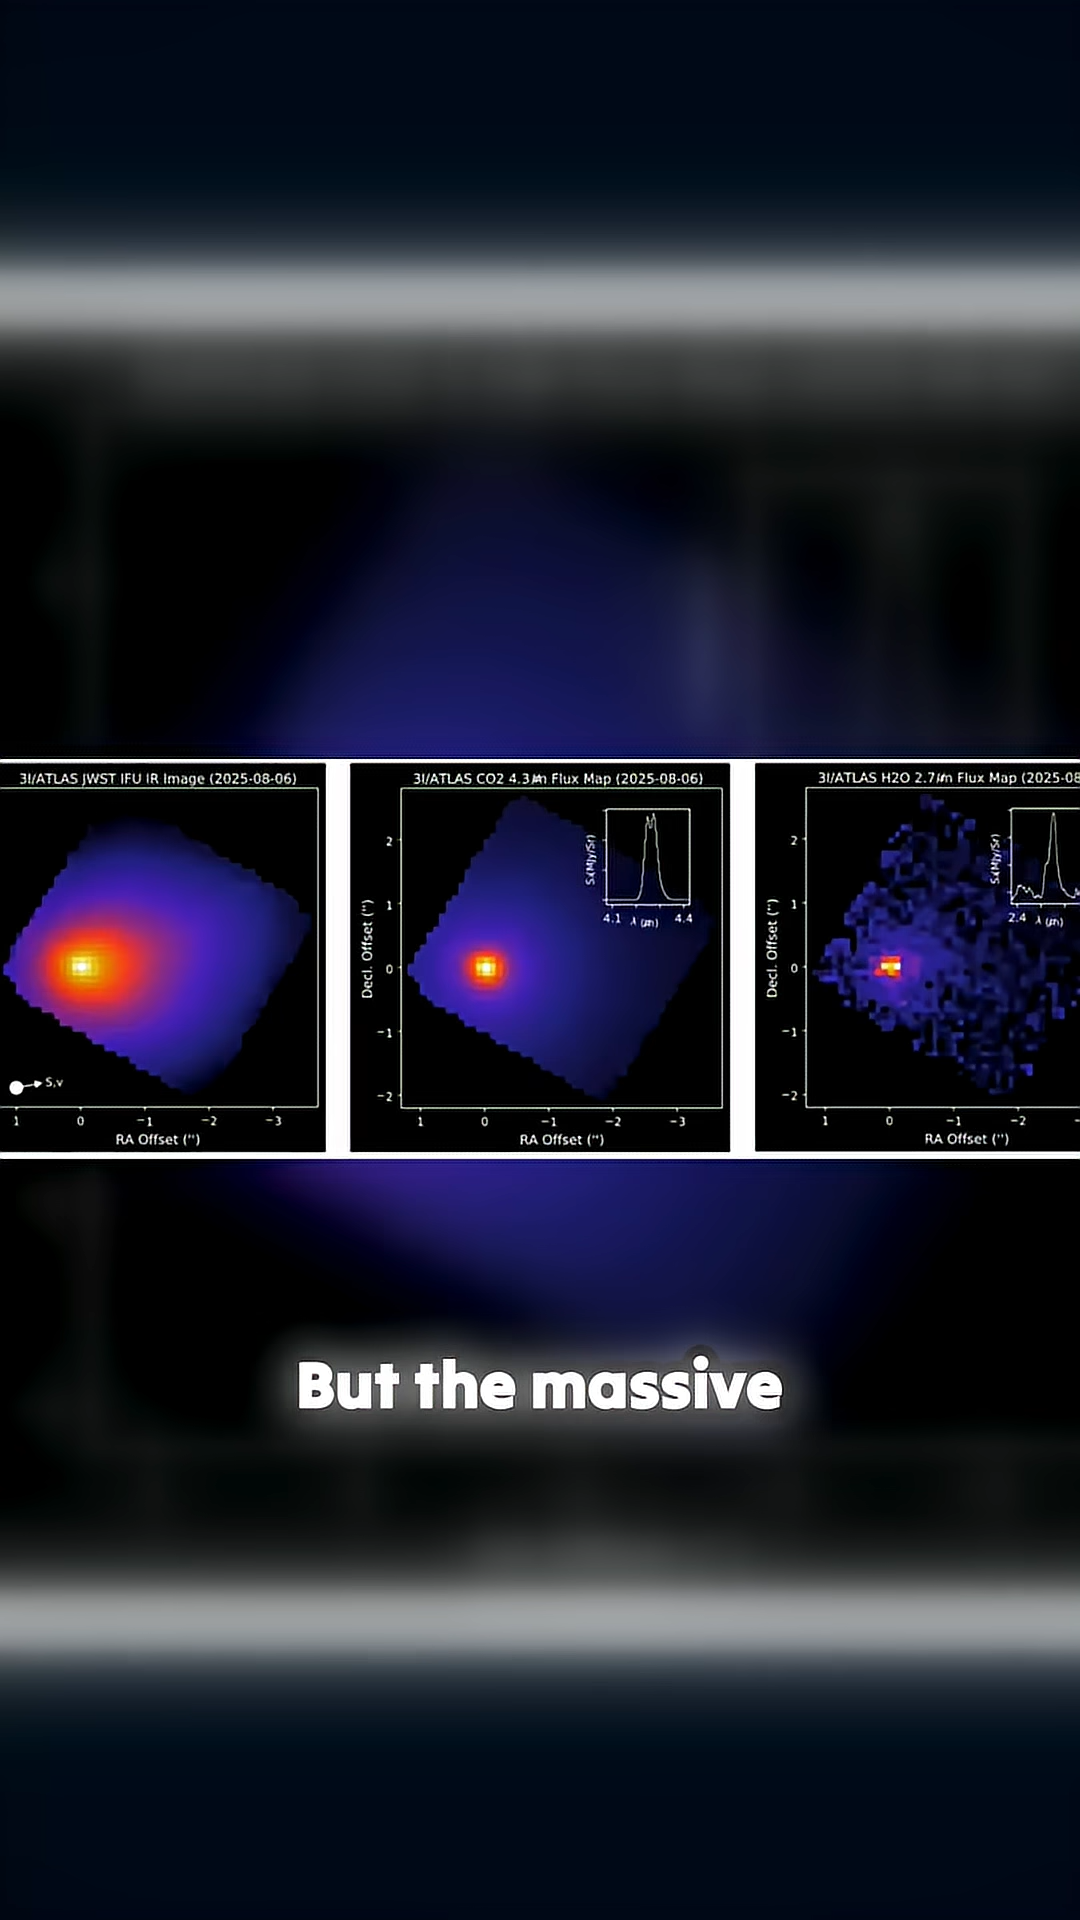 3I/ATLAS JWST IFU IR Image (2025-08-06)
S,v
1 0 −1 −2 −3
RA Offset (")
3I/ATLAS CO2 4.3μm Flux Map (2025-08-06)
Decl. Offset (")
2
1
0
−1
−2
Sλ(MJy/Sr)
4.1 λ (μm) 4.4
1 0 −1 −2 −3
RA Offset (")
3I/ATLAS H2O 2.7μm Flux Map (2025-08
Decl. Offset (")
2
1
0
−1
−2
Sλ(MJy/Sr)
2.4 λ (μm)
1 0 −1 −2
RA Offset (")
But the massive